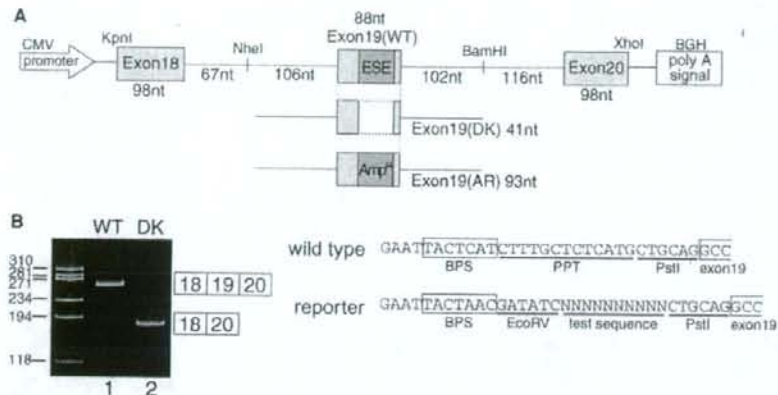 A
88nt
Exon19(WT)
CMV
promoter
KpnI
Exon18
98nt
67nt
NheI
106nt
ESE
102nt
BamHI
116nt
Exon20
98nt
XhoI
BGH
poly A
signal
Exon19(DK) 41nt
Amp
Exon19(AR) 93nt
B
WT DK
310
281
271
234
194
118
18 19 20
18 20
1 2
wild type
GAATTACTCATCTTTGCTCTCATGCTGCAGGCC
BPS PPT PstI exon19
reporter
GAATTACTAACGATATCNNNNNNNNNNCTGCAGGCC
BPS EcoRV test sequence PstI exon19